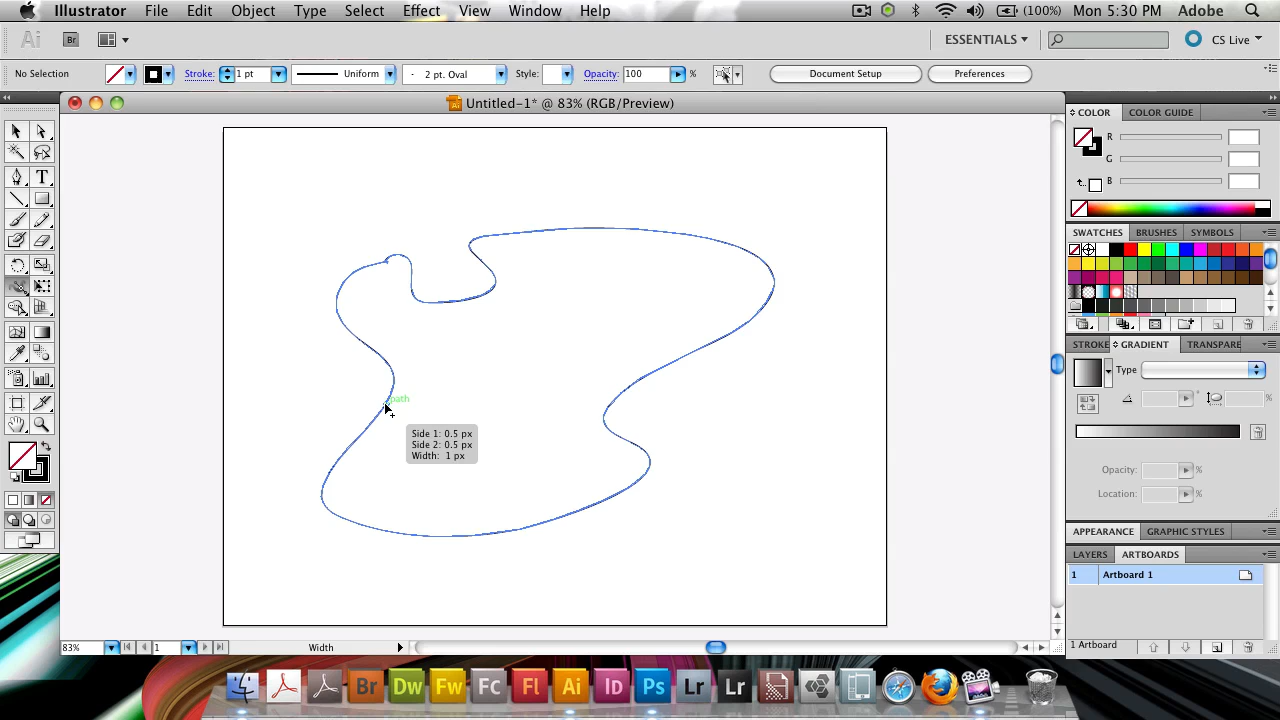 Illustrator File Edit Object Type Select Effect View Window Help (100%) Mon 5:30 PM Adobe
Ai Br ESSENTIALS CS Live
No Selection Stroke: 1 pt Uniform 2 pt. Oval Style: Opacity: 100 % Document Setup Preferences
Untitled-1* @ 83% (RGB/Preview)
COLOR COLOR GUIDE
R
G
B
SWATCHES BRUSHES SYMBOLS
T
STROKE GRADIENT TRANSPARE
Type
path
Side 1: 0.5 px
Side 2: 0.5 px
Width: 1 px
Opacity: %
Location: %
APPEARANCE GRAPHIC STYLES
LAYERS ARTBOARDS
1 Artboard 1
1 Artboard
83% 1 Width
Br Dw Fw Fc Fl Ai Id Ps Lr Lr